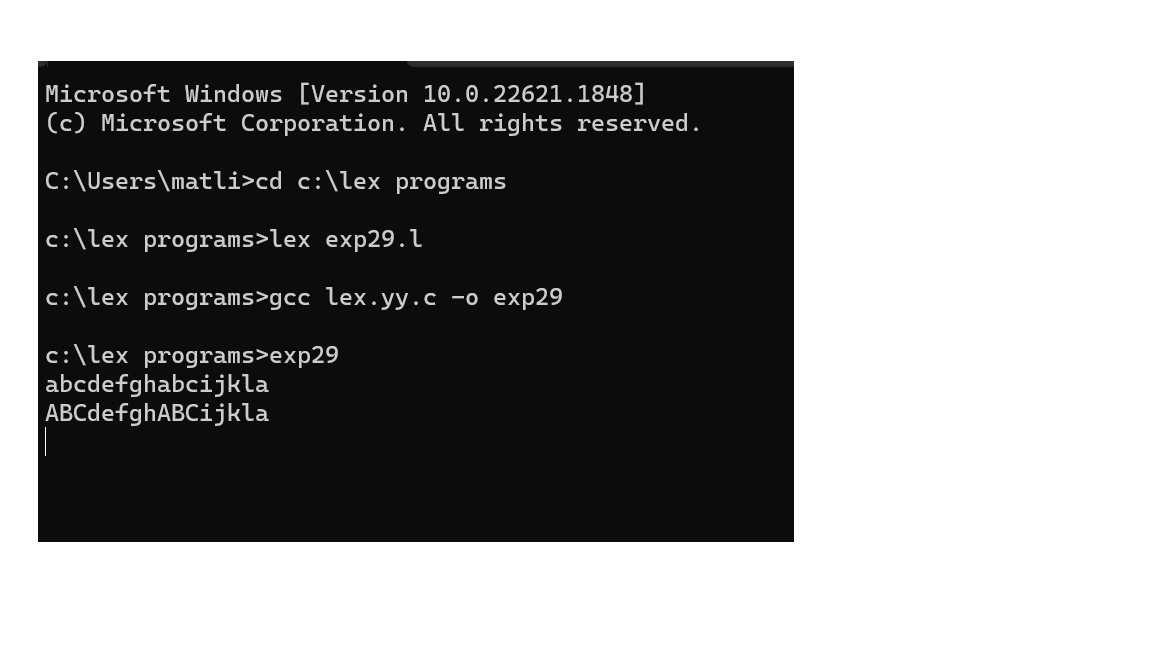 Microsoft Windows [Version 10.0.22621.1848]
(c) Microsoft Corporation. All rights reserved.
C:\Users\matli>cd c:\lex programs
c:\lex programs>lex exp29.l
c:\lex programs>gcc lex.yy.c -o exp29
c:\lex programs>exp29
abcdefghabcijkla
ABCdefghABCijkla